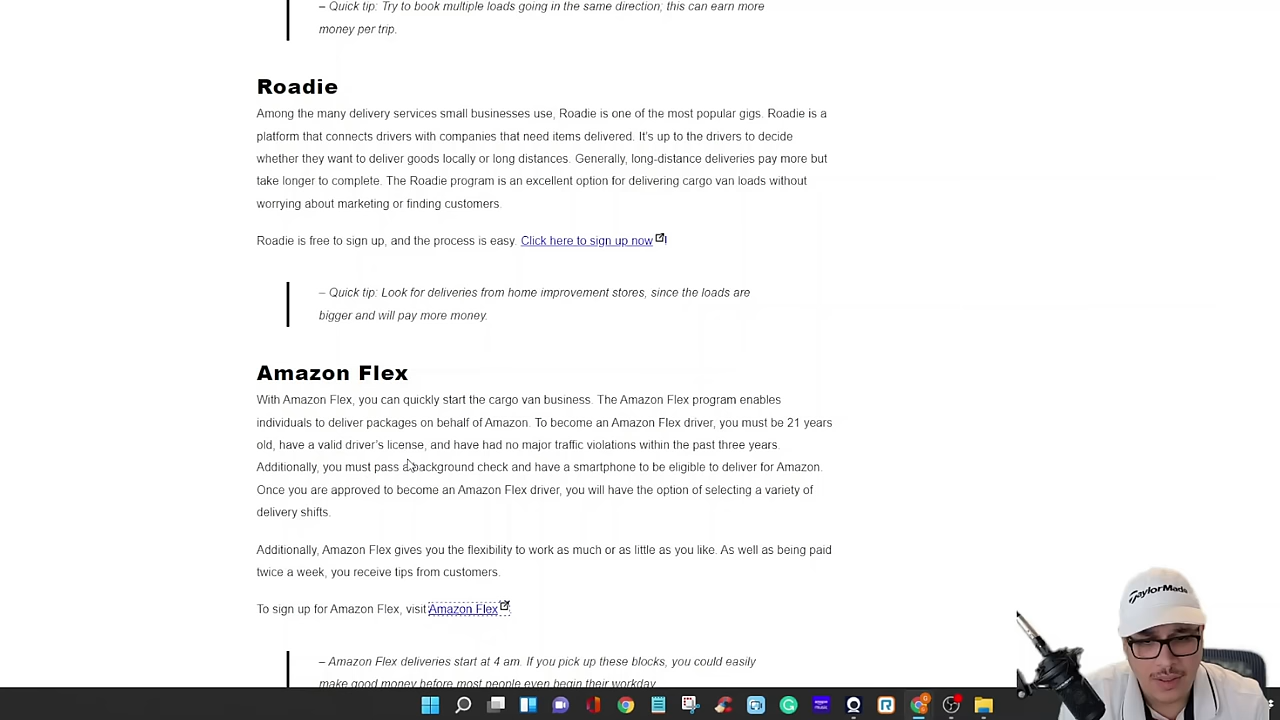 – Quick tip: Try to book multiple loads going in the same direction; this can earn more
money per trip.
Roadie
Among the many delivery services small businesses use, Roadie is one of the most popular gigs. Roadie is a
platform that connects drivers with companies that need items delivered. It's up to the drivers to decide
whether they want to deliver goods locally or long distances. Generally, long-distance deliveries pay more but
take longer to complete. The Roadie program is an excellent option for delivering cargo van loads without
worrying about marketing or finding customers.
Roadie is free to sign up, and the process is easy. Click here to sign up now!
– Quick tip: Look for deliveries from home improvement stores, since the loads are
bigger and will pay more money.
Amazon Flex
With Amazon Flex, you can quickly start the cargo van business. The Amazon Flex program enables
individuals to deliver packages on behalf of Amazon. To become an Amazon Flex driver, you must be 21 years
old, have a valid driver's license, and have had no major traffic violations within the past three years.
Additionally, you must pass a background check and have a smartphone to be eligible to deliver for Amazon.
Once you are approved to become an Amazon Flex driver, you will have the option of selecting a variety of
delivery shifts.
Additionally, Amazon Flex gives you the flexibility to work as much or as little as you like. As well as being paid
twice a week, you receive tips from customers.
To sign up for Amazon Flex, visit Amazon Flex
– Amazon Flex deliveries start at 4 am. If you pick up these blocks, you could easily
make good money before most people even begin their workday.
TaylorMade